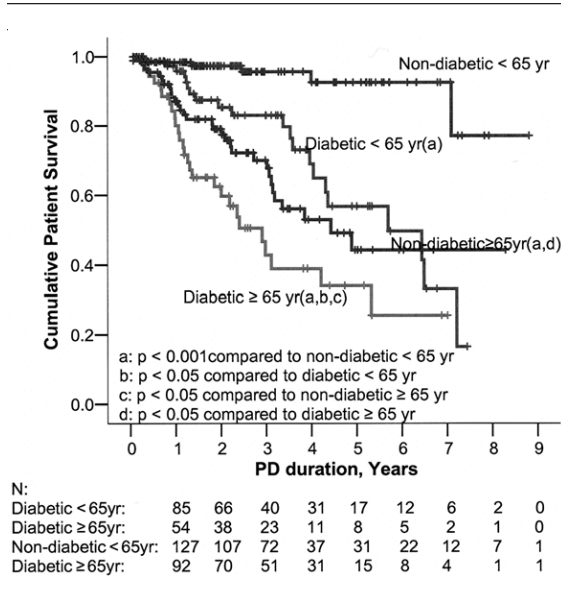 Cumulative Patient Survival
1.0
0.8
0.6
0.4
0.2
0.0
Non-diabetic < 65 yr
Diabetic < 65 yr(a)
Non-diabetic≥65yr(a,d)
Diabetic ≥ 65 yr(a,b,c)
a: p < 0.001compared to non-diabetic < 65 yr
b: p < 0.05 compared to diabetic < 65 yr
c: p < 0.05 compared to non-diabetic ≥ 65 yr
d: p < 0.05 compared to diabetic ≥ 65 yr
0 1 2 3 4 5 6 7 8 9
PD duration, Years
N:
Diabetic <65yr: 85 66 40 31 17 12 6 2 0
Diabetic ≥65yr: 54 38 23 11 8 5 2 1 0
Non-diabetic <65yr: 127 107 72 37 31 22 12 7 1
Diabetic ≥65yr: 92 70 51 31 15 8 4 1 1